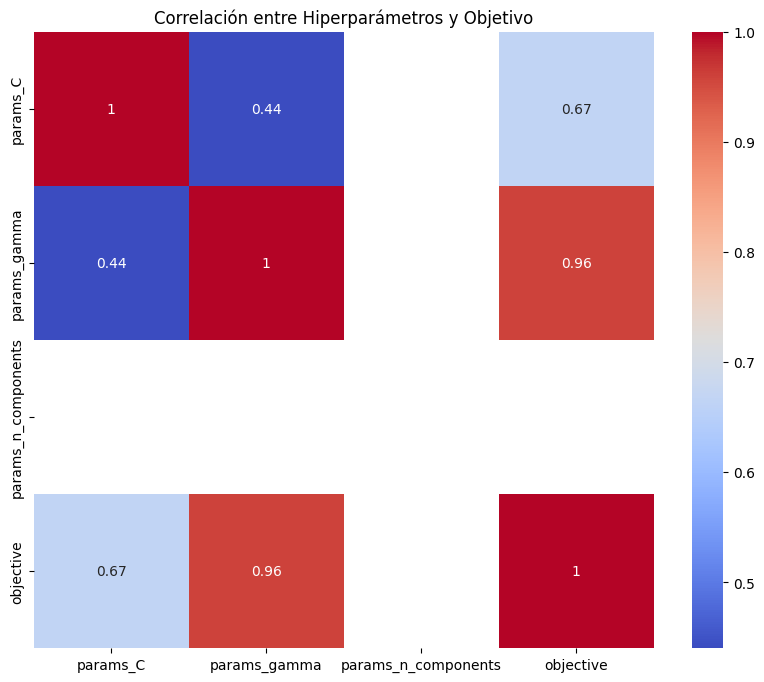 Correlación entre Hiperparámetros y Objetivo
params_C
1
0.44
0.67
params_gamma
0.44
1
0.96
params_n_components
objective
0.67
0.96
1
params_C
params_gamma
params_n_components
objective
1.0
0.9
0.8
0.7
0.6
0.5